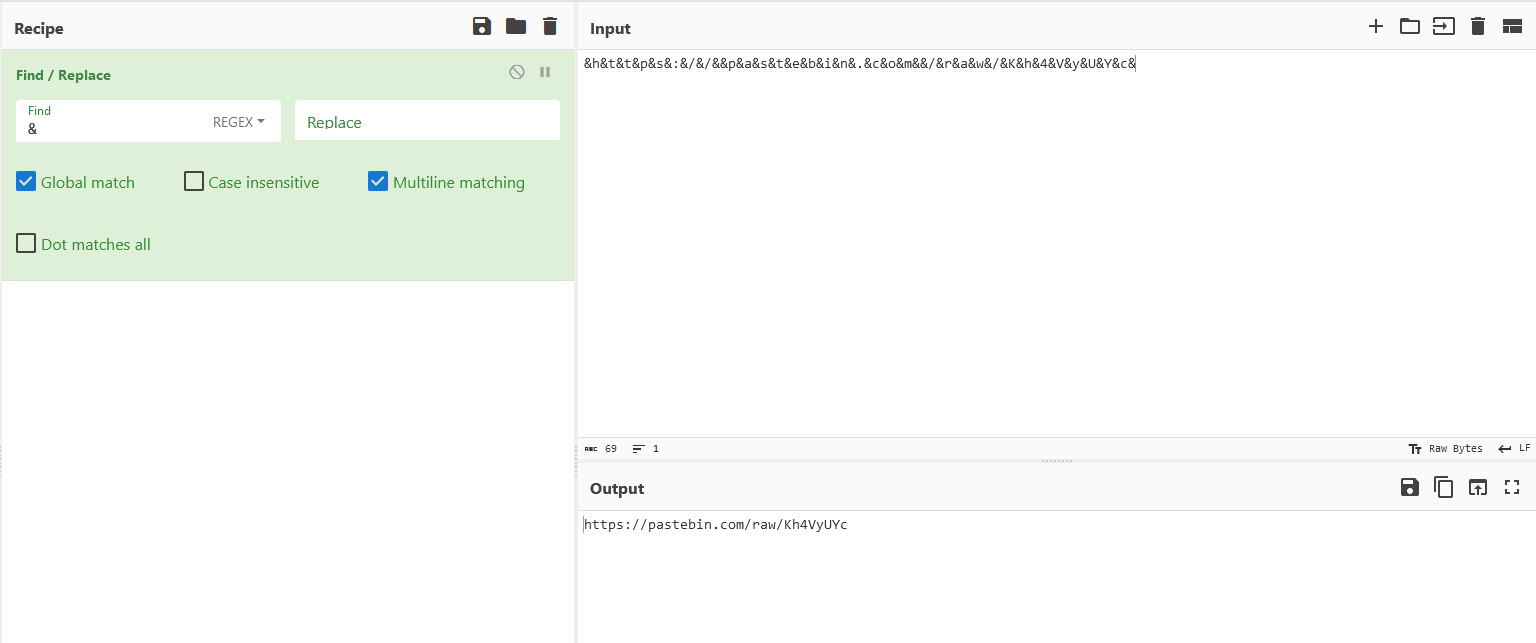 Recipe
Find / Replace
Find
&
REGEX
Replace
Global match
Case insensitive
Multiline matching
Dot matches all
Input
&h&t&t&p&s&:&/&/&&p&a&s&t&e&b&i&n&.&c&o&m&&/&r&a&w&/&K&h&4&V&y&U&Y&c&
ABC 69 1
Tт Raw Bytes LF
Output
https://pastebin.com/raw/Kh4VyUYc